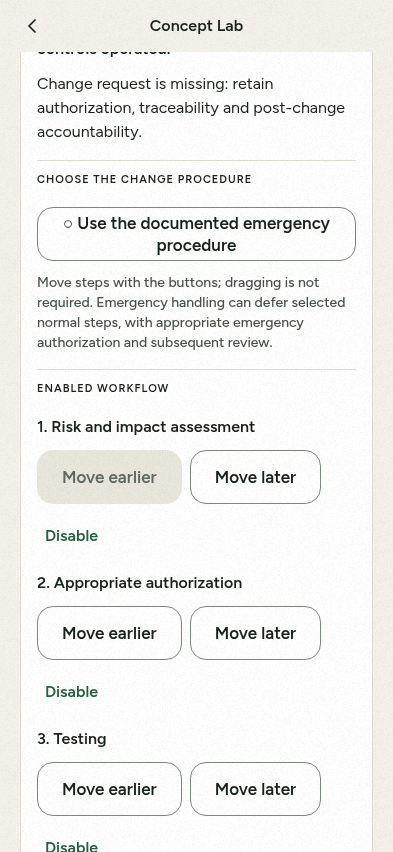 Concept Lab
controls operated.
Change request is missing: retain
authorization, traceability and post-change
accountability.
CHOOSE THE CHANGE PROCEDURE
Use the documented emergency
procedure
Move steps with the buttons; dragging is not
required. Emergency handling can defer selected
normal steps, with appropriate emergency
authorization and subsequent review.
ENABLED WORKFLOW
1. Risk and impact assessment
Move earlier
Move later
Disable
2. Appropriate authorization
Move earlier
Move later
Disable
3. Testing
Move earlier
Move later
Disable